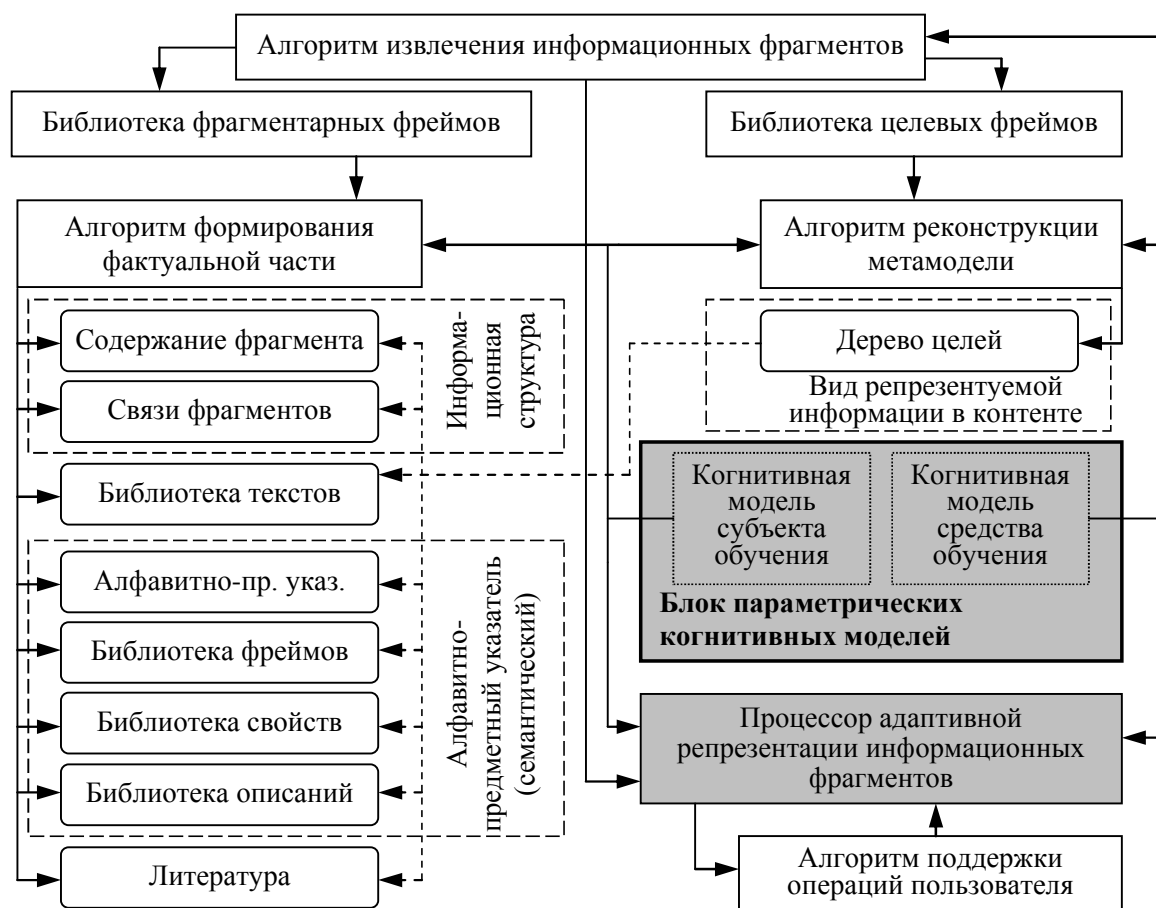 Алгоритм извлечения информационных фрагментов
Библиотека фрагментарных фреймов
Библиотека целевых фреймов
Алгоритм формирования
фактуальной части
Алгоритм реконструкции
метамодели
Содержание фрагмента
Связи фрагментов
Информа-
ционная
структура
Дерево целей
Вид репрезентуемой
информации в контенте
Библиотека текстов
Когнитивная
модель
субъекта
обучения
Когнитивная
модель
средства
обучения
Блок параметрических
когнитивных моделей
Алфавитно-пр. указ.
Библиотека фреймов
Библиотека свойств
Библиотека описаний
Алфавитно-
предметный указатель
(семантический)
Процессор адаптивной
репрезентации информационных
фрагментов
Литература
Алгоритм поддержки
операций пользователя